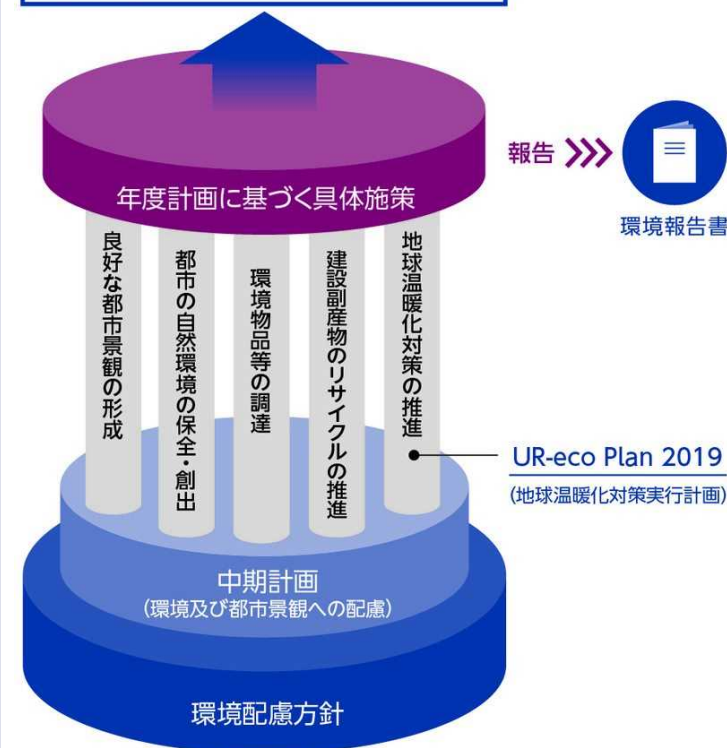 報告
環境報告書
年度計画に基づく具体施策
良好な都市景観の形成
都市の自然環境の保全・創出
環境物品等の調達
建設副産物のリサイクルの推進
地球温暖化対策の推進
UR-eco Plan 2019
(地球温暖化対策実行計画)
中期計画
(環境及び都市景観への配慮)
環境配慮方針